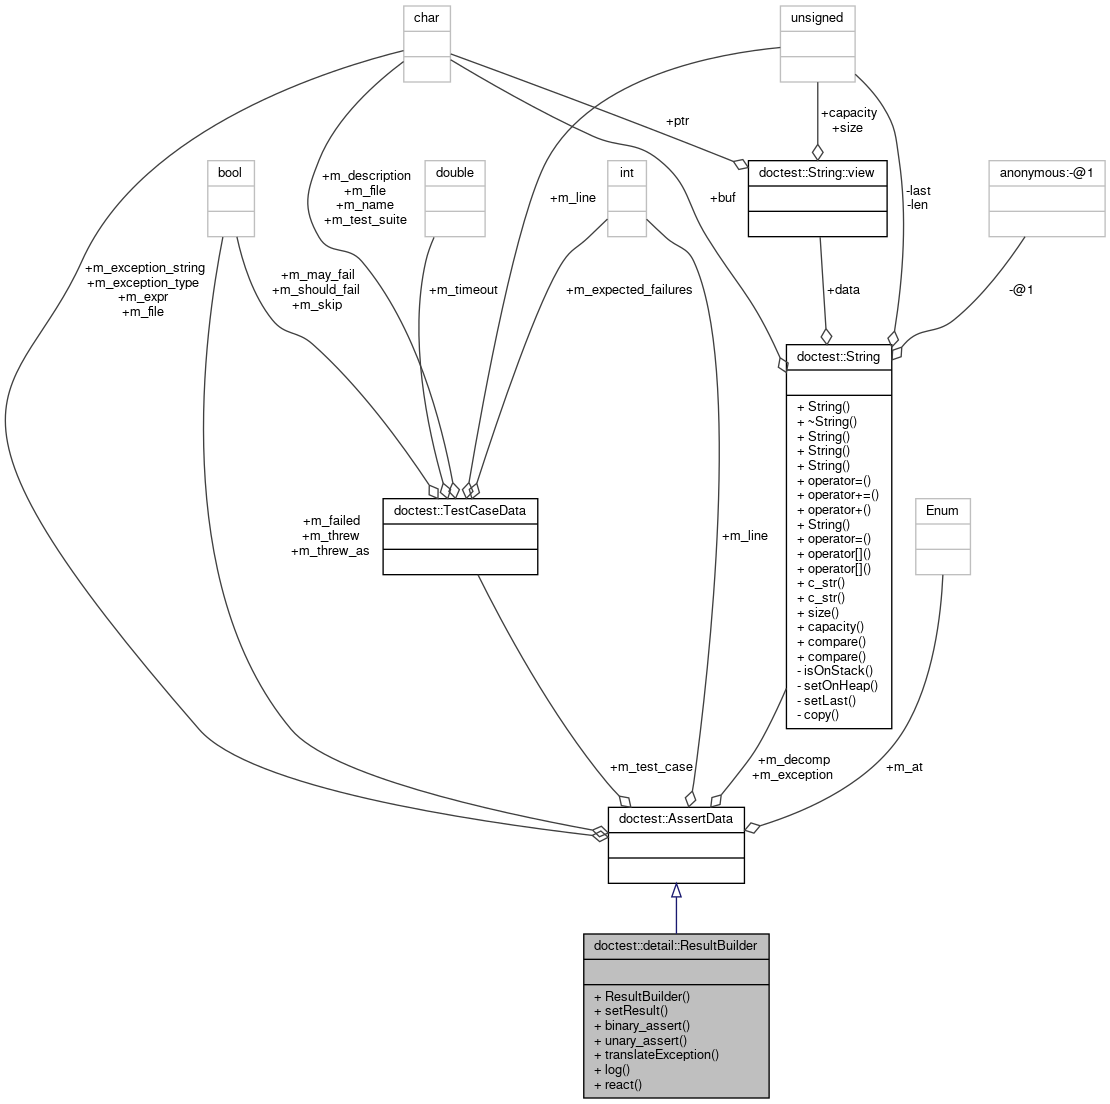 char
unsigned
+ptr
+capacity
+size
bool
double
int
doctest::String::view
anonymous:-@1
+m_description
+m_file
+m_name
+m_test_suite
+m_line
+buf
-last
-len
+m_exception_string
+m_exception_type
+m_expr
+m_file
+m_may_fail
+m_should_fail
+m_skip
+m_timeout
+m_expected_failures
+data
-@1
doctest::String
+ String()
+ ~String()
+ String()
+ String()
+ String()
+ operator=()
+ operator+=()
+ operator+()
+ String()
+ operator=()
+ operator[]()
+ operator[]()
+ c_str()
+ c_str()
+ size()
+ capacity()
+ compare()
+ compare()
- isOnStack()
- setOnHeap()
- setLast()
- copy()
doctest::TestCaseData
Enum
+m_failed
+m_threw
+m_threw_as
+m_line
+m_test_case
+m_decomp
+m_exception
+m_at
doctest::AssertData
doctest::detail::ResultBuilder
+ ResultBuilder()
+ setResult()
+ binary_assert()
+ unary_assert()
+ translateException()
+ log()
+ react()